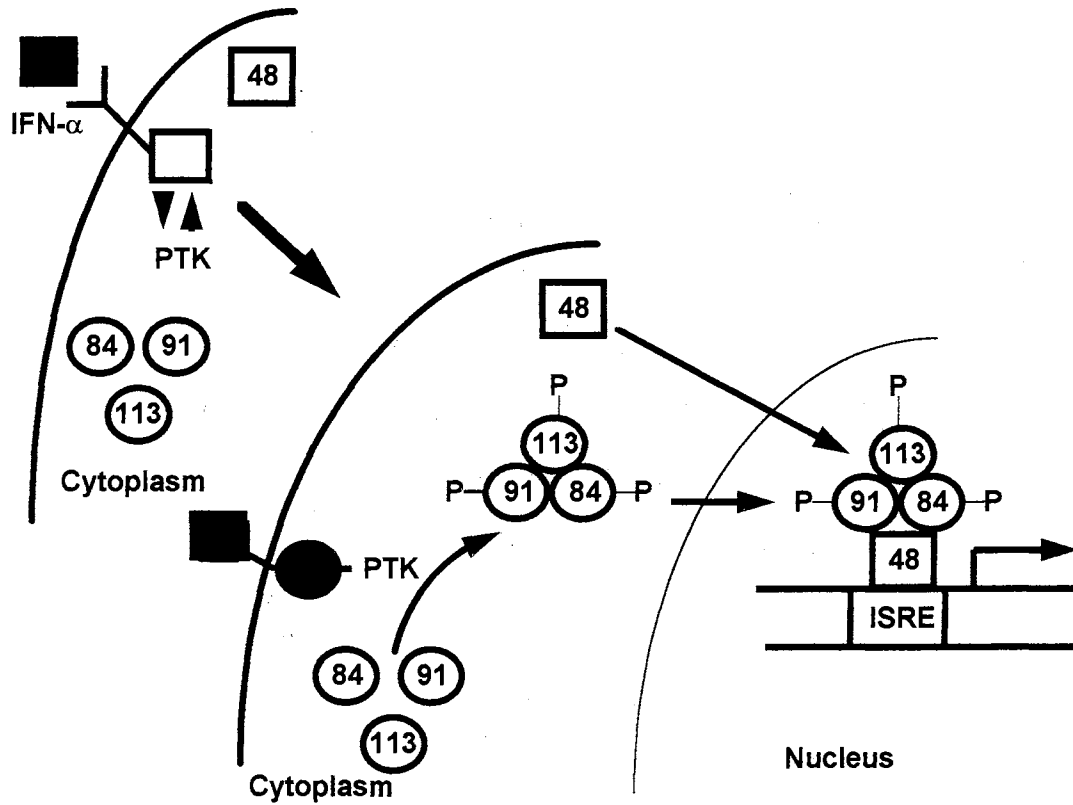 48
IFN-α
PTK
84 91
113
Cytoplasm
48
P
113
P 91 84 P
PTK
84 91
113
Cytoplasm
P
113
P 91 84 P
48
ISRE
Nucleus